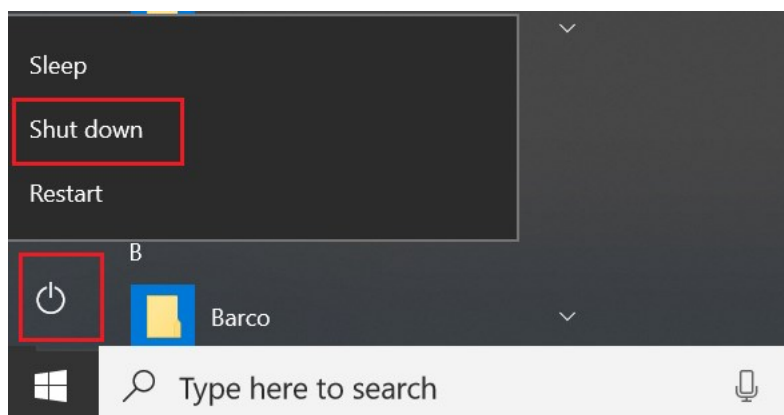 Sleep
Shut down
Restart
B
Barco
Type here to search